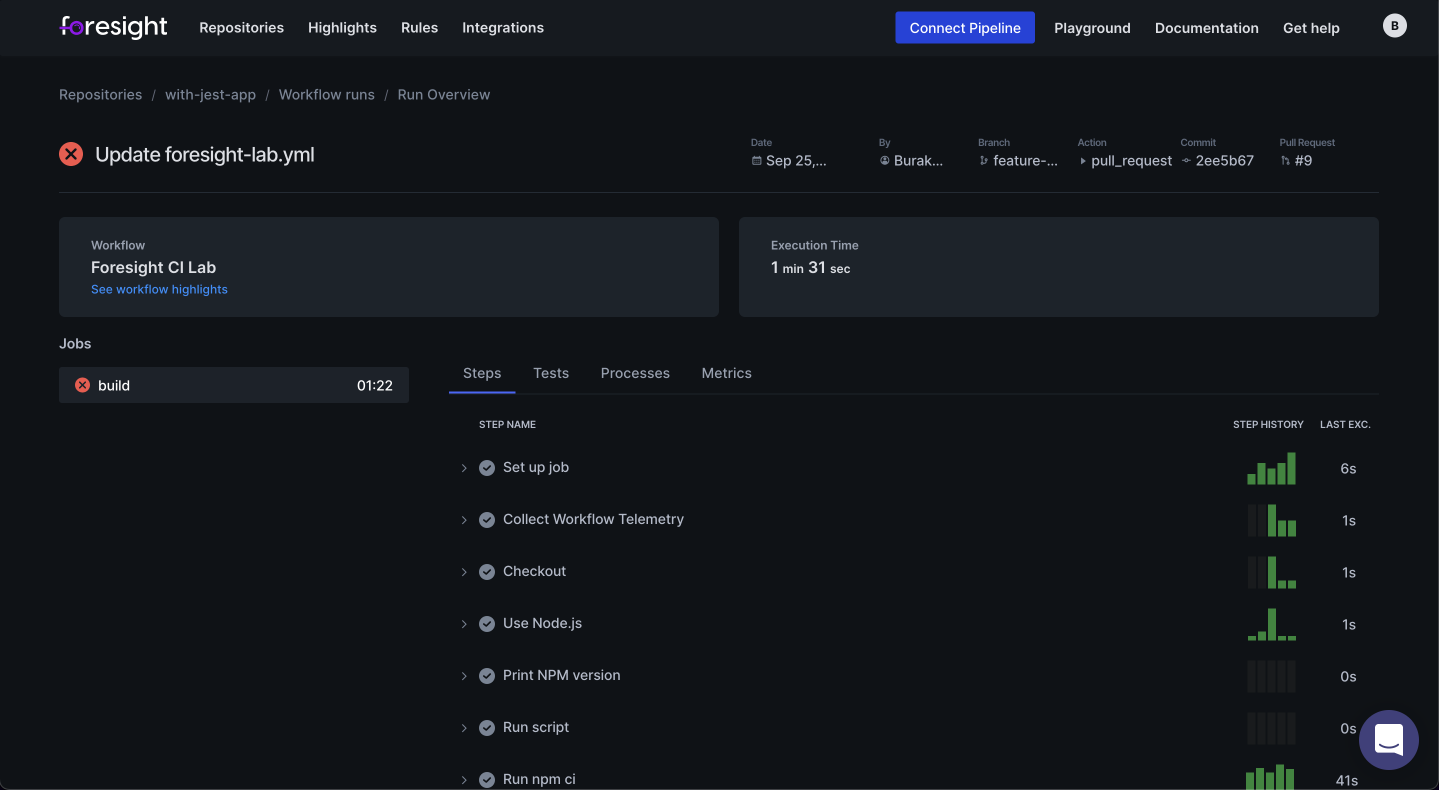 foresight Repositories Highlights Rules Integrations Connect Pipeline Playground Documentation Get help B
Repositories / with-jest-app / Workflow runs / Run Overview
Update foresight-lab.yml
Date By Branch Action Commit Pull Request
Sep 25,... Burak... feature-... pull_request 2ee5b67 #9
Workflow
Foresight CI Lab
See workflow highlights
Execution Time
1 min 31 sec
Jobs
build 01:22
Steps Tests Processes Metrics
STEP NAME STEP HISTORY LAST EXC.
Set up job 6s
Collect Workflow Telemetry 1s
Checkout 1s
Use Node.js 1s
Print NPM version 0s
Run script 0s
Run npm ci 41s